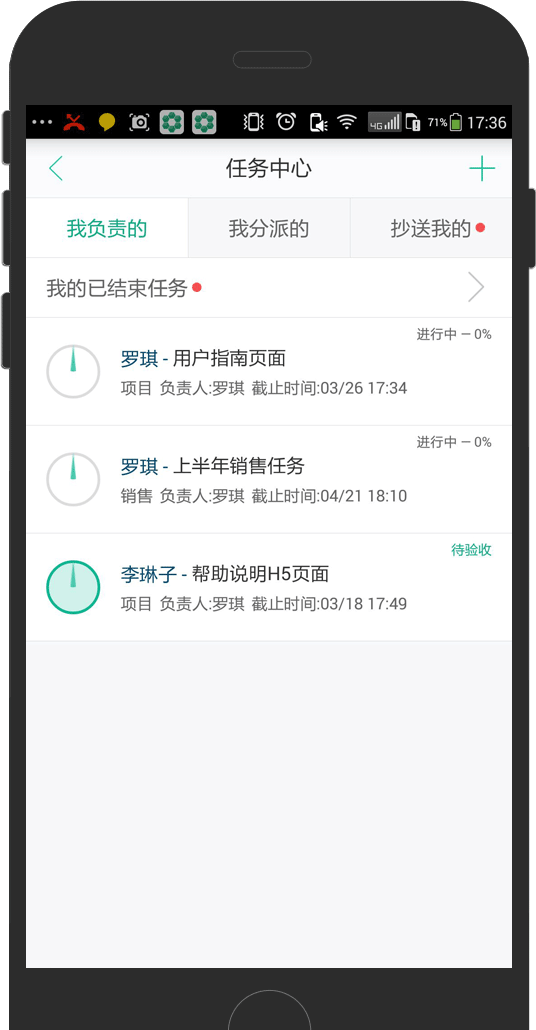 4G 71% 17:36
任务中心
我负责的 我分派的 抄送我的
我的已结束任务
进行中 — 0%
罗琪 - 用户指南页面
项目 负责人:罗琪 截止时间:03/26 17:34
进行中 — 0%
罗琪 - 上半年销售任务
销售 负责人:罗琪 截止时间:04/21 18:10
待验收
李琳子 - 帮助说明H5页面
项目 负责人:罗琪 截止时间:03/18 17:49